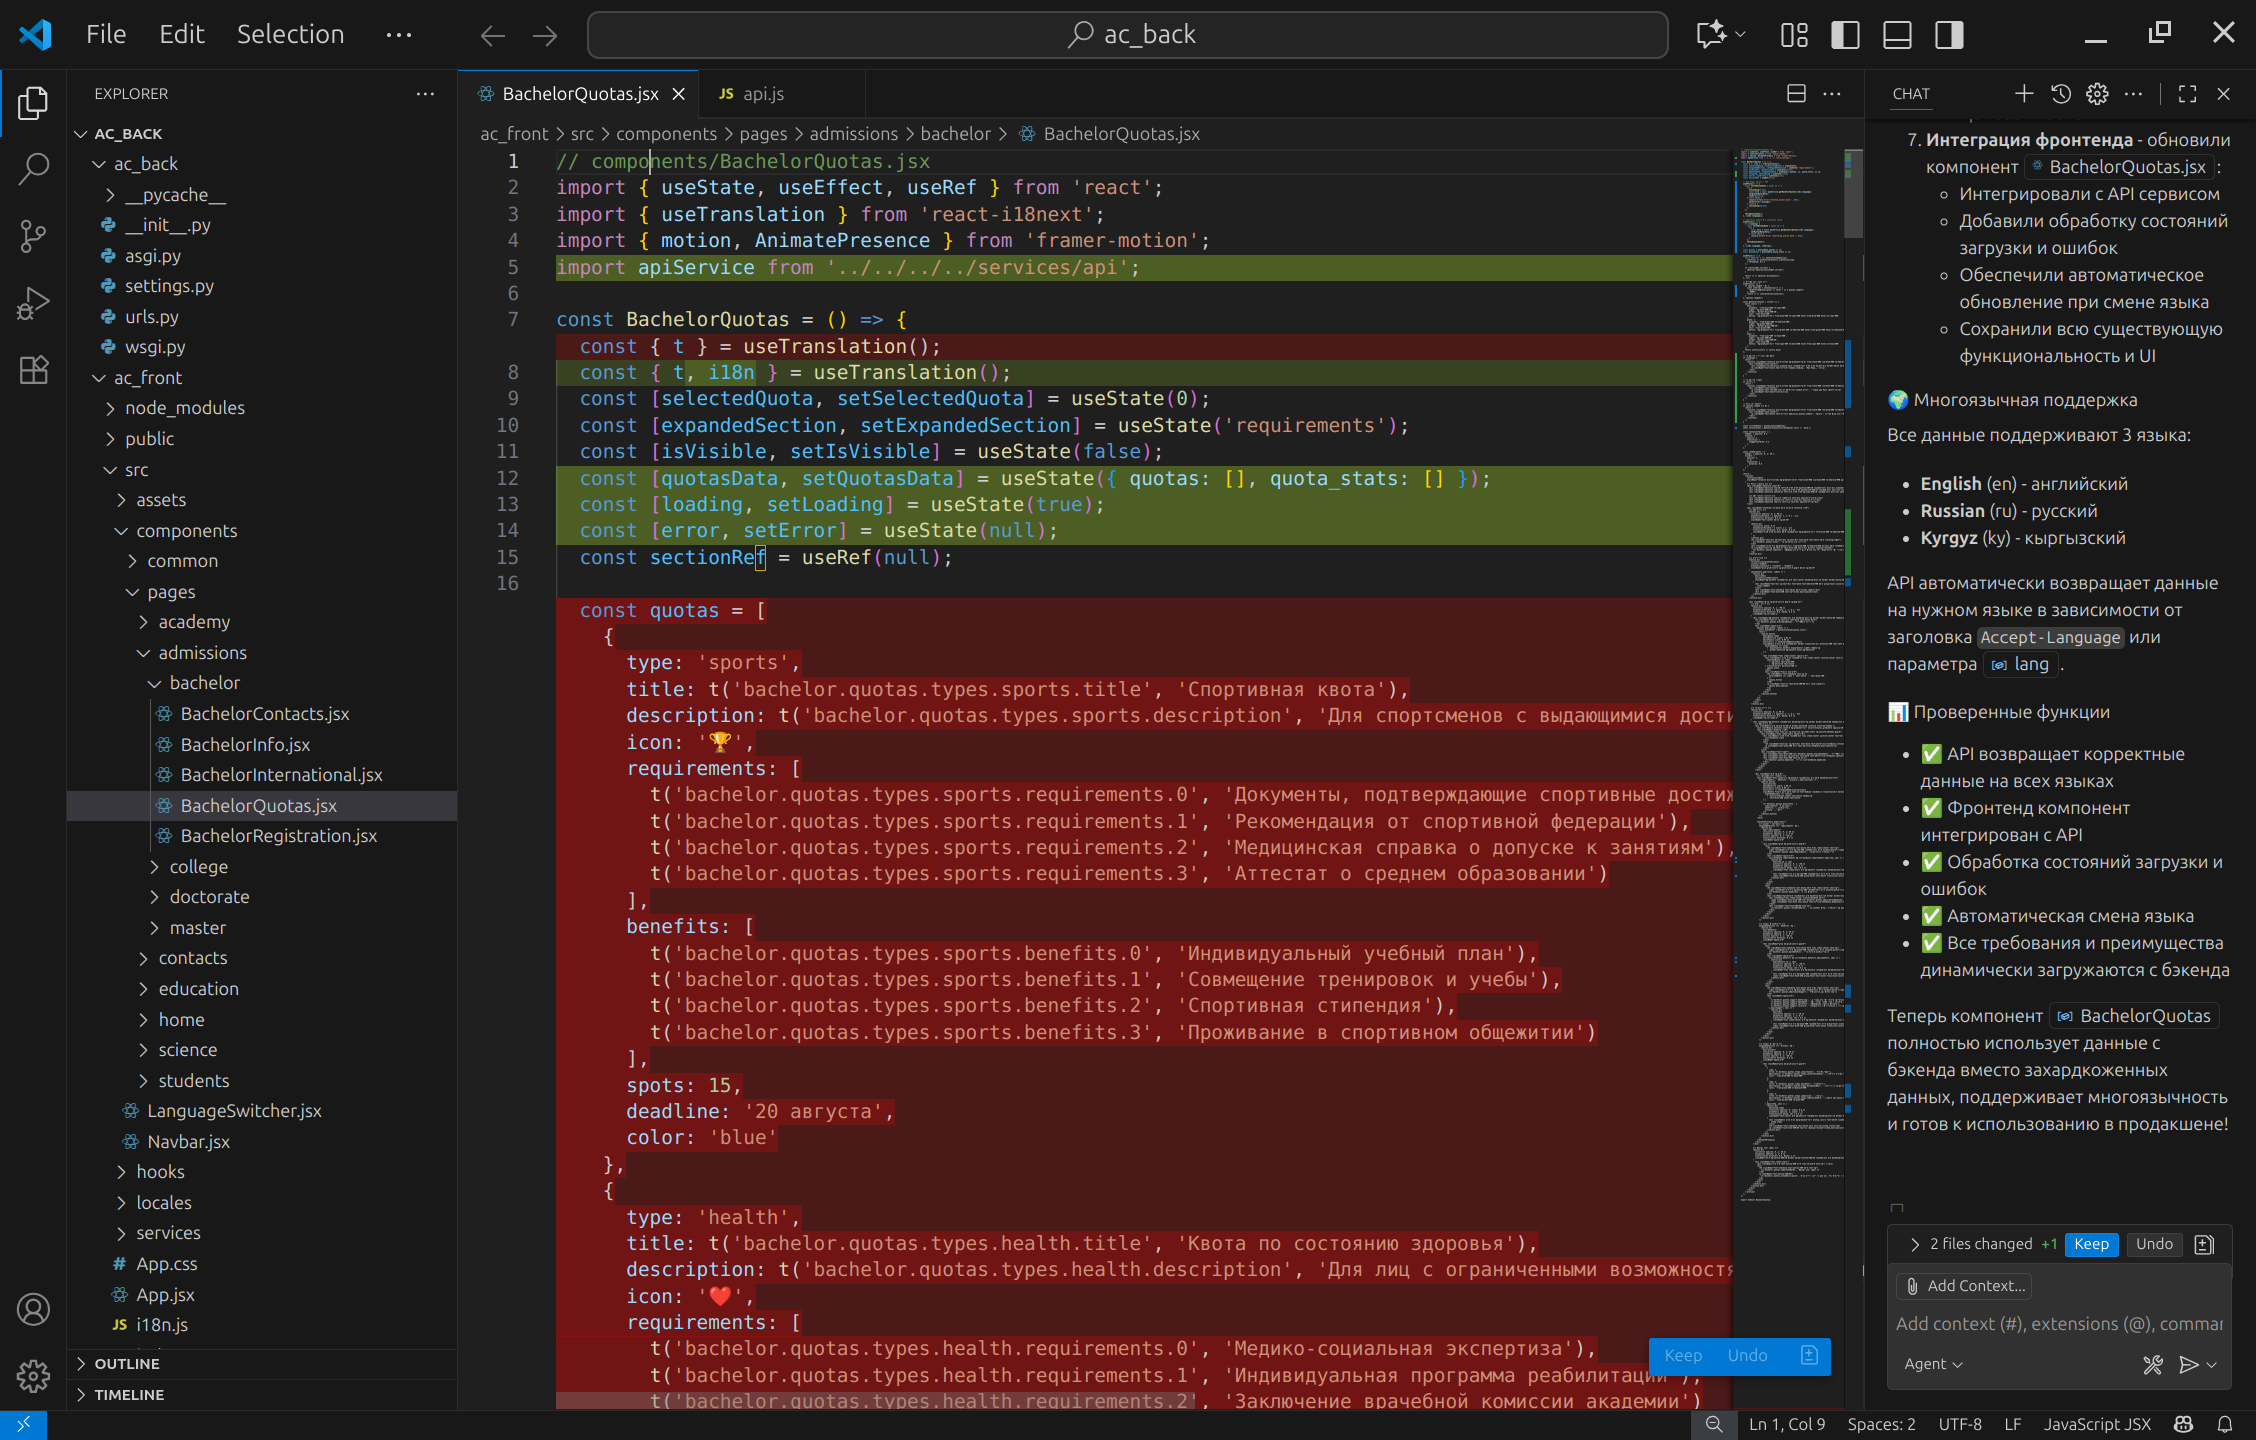 File Edit Selection ···
ac_back
EXPLORER
AC_BACK
ac_back
__pycache__
__init__.py
asgi.py
settings.py
urls.py
wsgi.py
ac_front
node_modules
public
src
assets
components
common
pages
academy
admissions
bachelor
BachelorContacts.jsx
BachelorInfo.jsx
BachelorInternational.jsx
BachelorQuotas.jsx
BachelorRegistration.jsx
college
doctorate
master
contacts
education
home
science
students
LanguageSwitcher.jsx
Navbar.jsx
hooks
locales
services
# App.css
App.jsx
JS i18n.js
OUTLINE
TIMELINE
BachelorQuotas.jsx
JS api.js
ac_front > src > components > pages > admissions > bachelor > BachelorQuotas.jsx
1 // components/BachelorQuotas.jsx
2 import { useState, useEffect, useRef } from 'react';
3 import { useTranslation } from 'react-i18next';
4 import { motion, AnimatePresence } from 'framer-motion';
5 import apiService from '../../../../services/api';
6
7 const BachelorQuotas = () => {
const { t } = useTranslation();
8 const { t, i18n } = useTranslation();
9 const [selectedQuota, setSelectedQuota] = useState(0);
10 const [expandedSection, setExpandedSection] = useState('requirements');
11 const [isVisible, setIsVisible] = useState(false);
12 const [quotasData, setQuotasData] = useState({ quotas: [], quota_stats: [] });
13 const [loading, setLoading] = useState(true);
14 const [error, setError] = useState(null);
15 const sectionRef = useRef(null);
16
const quotas = [
{
type: 'sports',
title: t('bachelor.quotas.types.sports.title', 'Спортивная квота'),
description: t('bachelor.quotas.types.sports.description', 'Для спортсменов с выдающимися дости
icon: '🏆',
requirements: [
t('bachelor.quotas.types.sports.requirements.0', 'Документы, подтверждающие спортивные достиж
t('bachelor.quotas.types.sports.requirements.1', 'Рекомендация от спортивной федерации'),
t('bachelor.quotas.types.sports.requirements.2', 'Медицинская справка о допуске к занятиям'),
t('bachelor.quotas.types.sports.requirements.3', 'Аттестат о среднем образовании')
],
benefits: [
t('bachelor.quotas.types.sports.benefits.0', 'Индивидуальный учебный план'),
t('bachelor.quotas.types.sports.benefits.1', 'Совмещение тренировок и учебы'),
t('bachelor.quotas.types.sports.benefits.2', 'Спортивная стипендия'),
t('bachelor.quotas.types.sports.benefits.3', 'Проживание в спортивном общежитии')
],
spots: 15,
deadline: '20 августа',
color: 'blue'
},
{
type: 'health',
title: t('bachelor.quotas.types.health.title', 'Квота по состоянию здоровья'),
description: t('bachelor.quotas.types.health.description', 'Для лиц с ограниченными возможностя
icon: '❤️',
requirements: [
t('bachelor.quotas.types.health.requirements.0', 'Медико-социальная экспертиза'),
t('bachelor.quotas.types.health.requirements.1', 'Индивидуальная программа реабилитации'),
t('bachelor.quotas.types.health.requirements.2', 'Заключение врачебной комиссии академии')
Keep Undo
CHAT
7. Интеграция фронтенда - обновили
компонент BachelorQuotas.jsx :
Интегрировали с API сервисом
Добавили обработку состояний
загрузки и ошибок
Обеспечили автоматическое
обновление при смене языка
Сохранили всю существующую
функциональность и UI
🌍 Многоязычная поддержка
Все данные поддерживают 3 языка:
English (en) - английский
Russian (ru) - русский
Kyrgyz (ky) - кыргызский
API автоматически возвращает данные
на нужном языке в зависимости от
заголовка Accept-Language или
параметра lang .
📊 Проверенные функции
✅ API возвращает корректные
данные на всех языках
✅ Фронтенд компонент
интегрирован с API
✅ Обработка состояний загрузки и
ошибок
✅ Автоматическая смена языка
✅ Все требования и преимущества
динамически загружаются с бэкенда
Теперь компонент BachelorQuotas
полностью использует данные с
бэкенда вместо захардкоженных
данных, поддерживает многоязычность
и готов к использованию в продакшене!
2 files changed +1 Keep Undo
Add Context...
Add context (#), extensions (@), commar
Agent
Ln 1, Col 9 Spaces: 2 UTF-8 LF JavaScript JSX